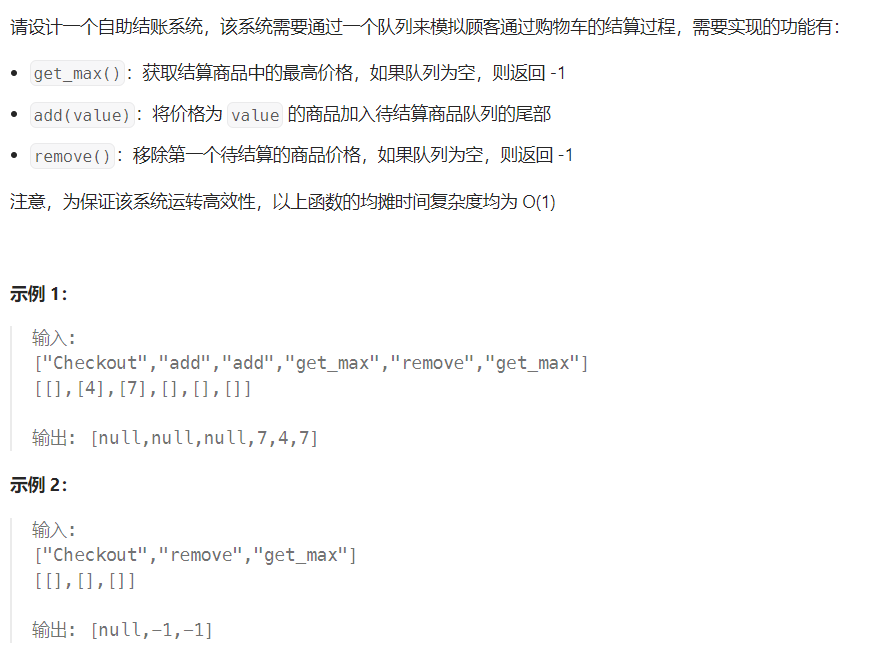 请设计一个自助结账系统，该系统需要通过一个队列来模拟顾客通过购物车的结算过程，需要实现的功能有：
• get_max()：获取结算商品中的最高价格，如果队列为空，则返回 -1
• add(value)：将价格为 value 的商品加入待结算商品队列的尾部
• remove()：移除第一个待结算的商品价格，如果队列为空，则返回 -1
注意，为保证该系统运转高效性，以上函数的均摊时间复杂度均为 O(1)
示例 1：
输入:
["Checkout","add","add","get_max","remove","get_max"]
[[],[4],[7],[],[],[]]
输出: [null,null,null,7,4,7]
示例 2：
输入:
["Checkout","remove","get_max"]
[[],[],[]]
输出: [null,-1,-1]